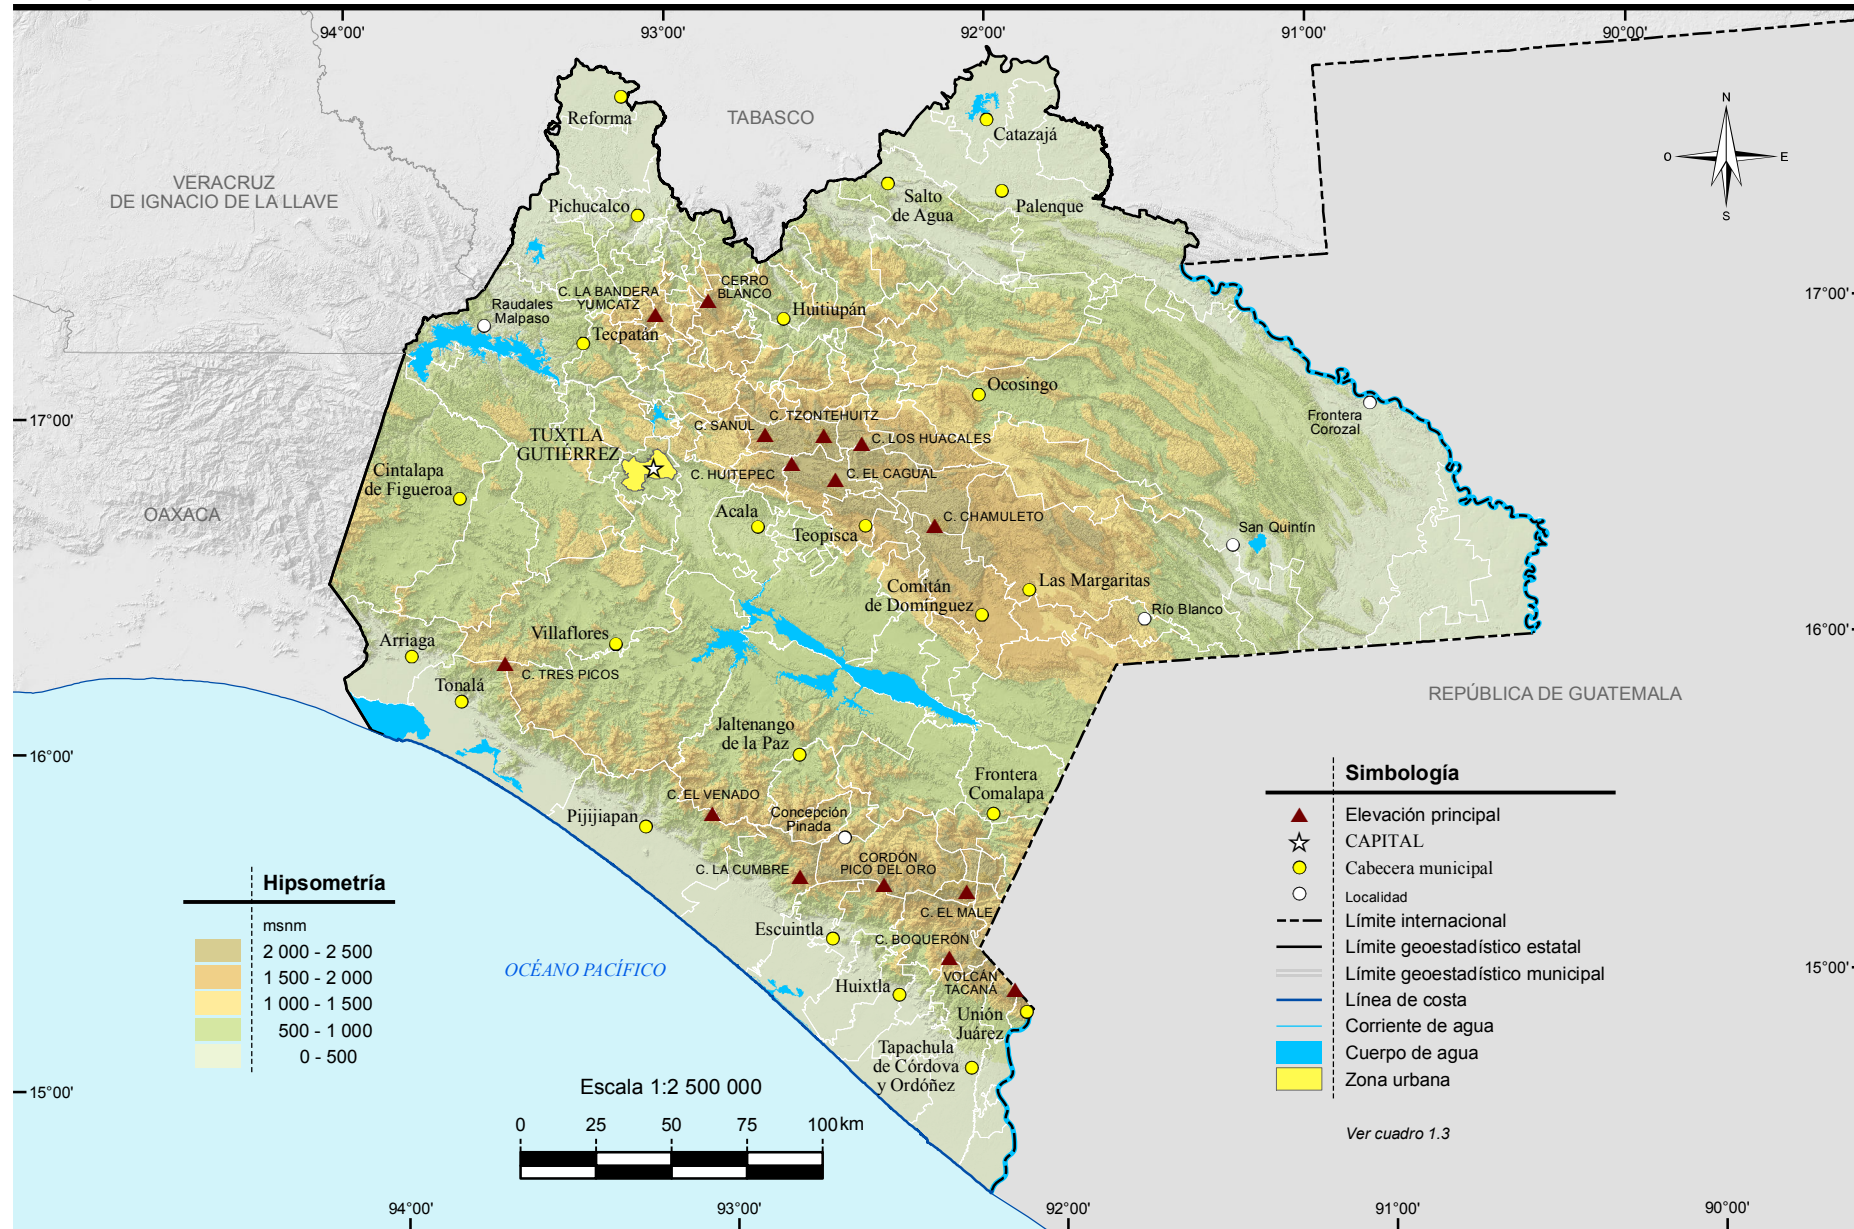 94°00'
93°00'
92°00'
91°00'
90°00'
TABASCO
Reforma
Catazajá
N
O
E
S
VERACRUZ
DE IGNACIO DE LA LLAVE
Pichucalco
Salto
de Agua
Palenque
CERRO
BLANCO
C. LA BANDERA
YUMCATZ
Raudales
Malpaso
Huitiupán
Tecpatán
17°00'
17°00'
Ocosingo
Frontera
Corozal
C. TZONTEHUITZ
C. SANUL
C. LOS HUACALES
TUXTLA
GUTIÉRREZ
C. HUITEPEC
C. EL CAGUAL
Cintalapa
de Figueroa
OAXACA
Acala
Teopisca
C. CHAMULETO
San Quintín
Comitán
de Domínguez
Las Margaritas
Río Blanco
16°00'
Arriaga
Villaflores
C. TRES PICOS
Tonalá
REPÚBLICA DE GUATEMALA
Jaltenango
de la Paz
16°00'
Frontera
Comalapa
C. EL VENADO
Pijijiapan
Concepción
Pinada
C. LA CUMBRE
CORDÓN
PICO DEL ORO
C. EL MALE
Escuintla
C. BOQUERÓN
OCÉANO PACÍFICO
Huixtla
VOLCÁN
TACANÁ
15°00'
Unión
Juárez
Tapachula
de Córdova
y Ordóñez
15°00'
Hipsometría
msnm
2 000 - 2 500
1 500 - 2 000
1 000 - 1 500
500 - 1 000
0 - 500
Escala 1:2 500 000
0 25 50 75 100 km
Simbología
Elevación principal
CAPITAL
Cabecera municipal
Localidad
Límite internacional
Límite geoestadístico estatal
Límite geoestadístico municipal
Línea de costa
Corriente de agua
Cuerpo de agua
Zona urbana
Ver cuadro 1.3
94°00'
93°00'
92°00'
91°00'
90°00'